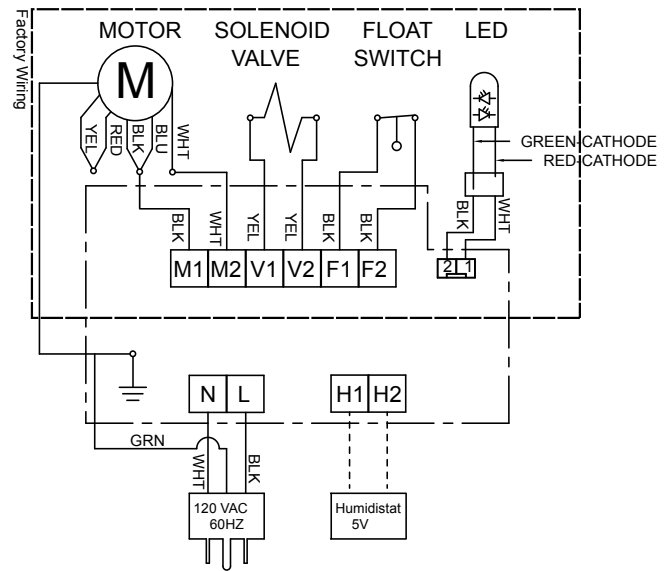 Factory Wiring
MOTOR
SOLENOID
VALVE
FLOAT
SWITCH
LED
M
YEL
RED
BLK
BLU
WHT
GREEN-CATHODE
RED-CATHODE
BLK
WHT
YEL
YEL
BLK
BLK
BLK
WHT
M1 M2 V1 V2 F1 F2
2 1
N L
H1 H2
GRN
WHT
BLK
120 VAC
60HZ
Humidistat
5V